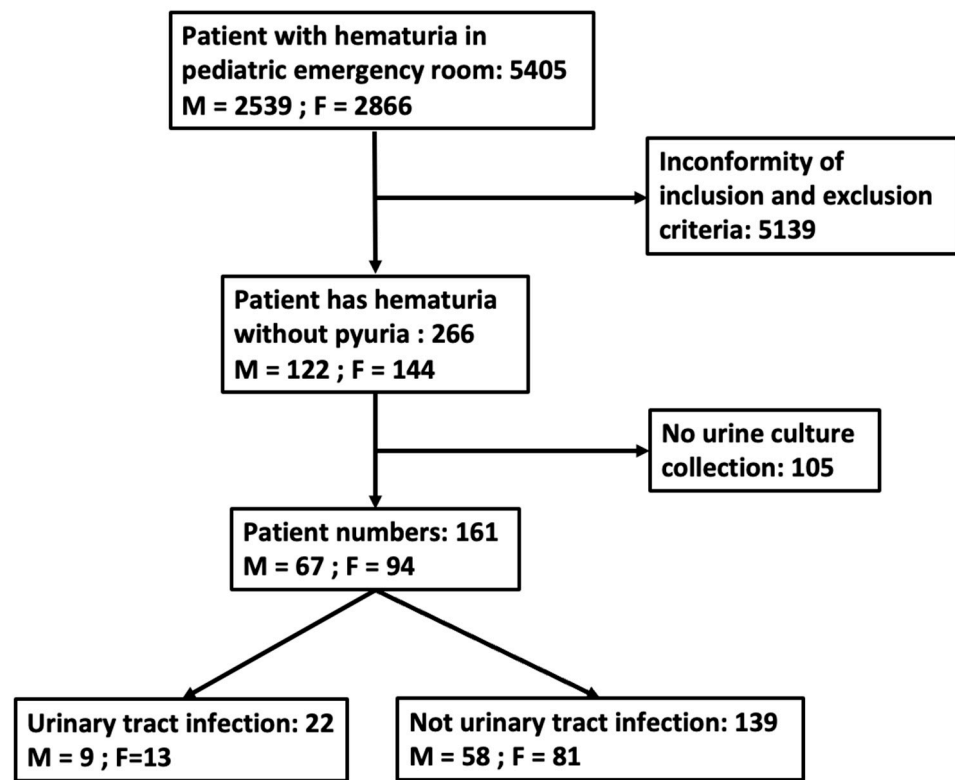 Patient with hematuria in
pediatric emergency room: 5405
M = 2539 ; F = 2866
Inconformity of
inclusion and exclusion
criteria: 5139
Patient has hematuria
without pyuria : 266
M = 122 ; F = 144
No urine culture
collection: 105
Patient numbers: 161
M = 67 ; F = 94
Urinary tract infection: 22
M = 9 ; F=13
Not urinary tract infection: 139
M = 58 ; F = 81